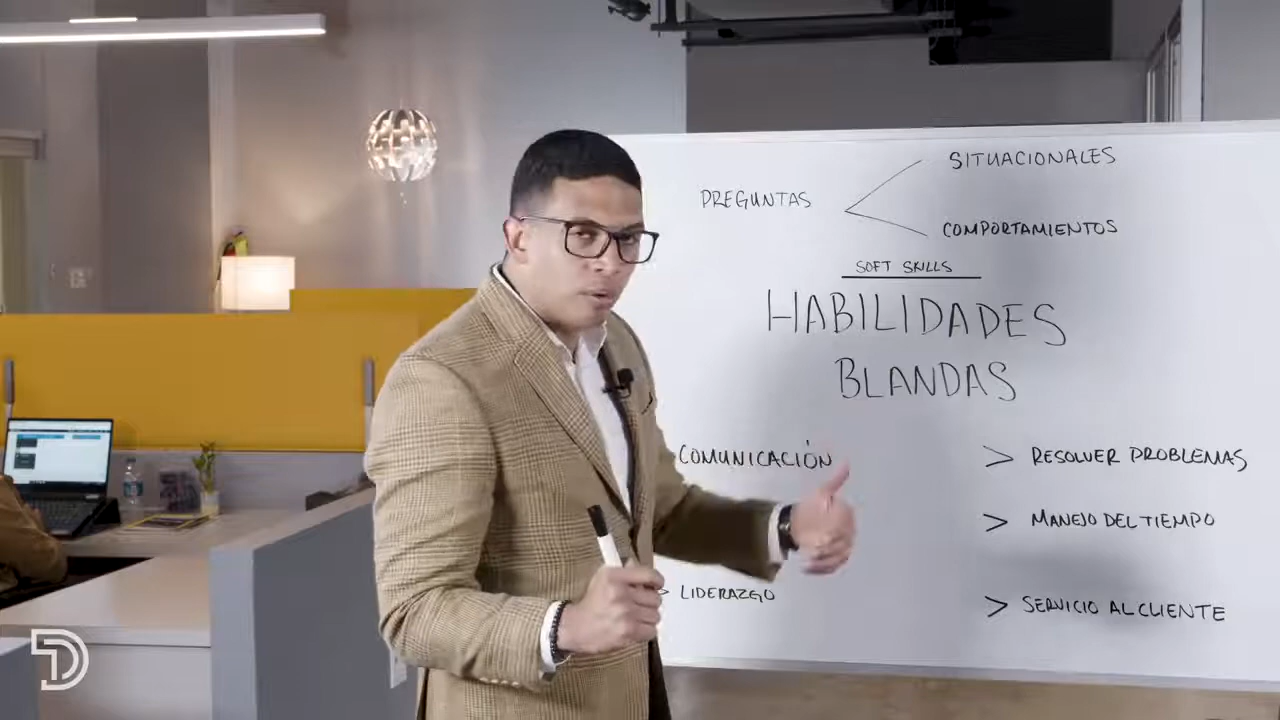 SITUACIONALES
PREGUNTAS
COMPORTAMIENTOS
SOFT SKILLS
HABILIDADES
BLANDAS
COMUNICACIÓN
> RESOLVER PROBLEMAS
> MANEJO DEL TIEMPO
> LIDERAZGO
> SERVICIO AL CLIENTE